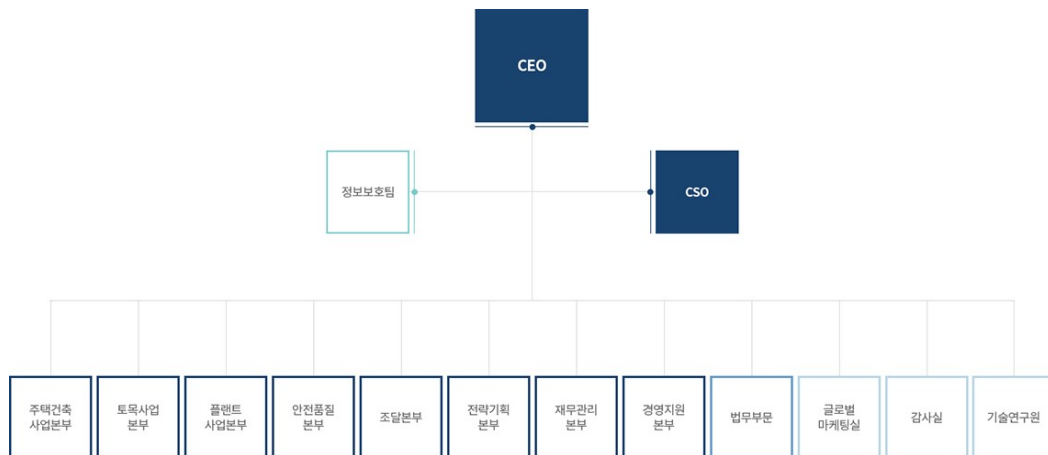 CEO
정보보호팀
CSO
주택건축
사업본부
토목사업
본부
플랜트
사업본부
안전품질
본부
조달본부
전략기획
본부
재무관리
본부
경영지원
본부
법무부문
글로벌
마케팅실
감사실
기술연구원